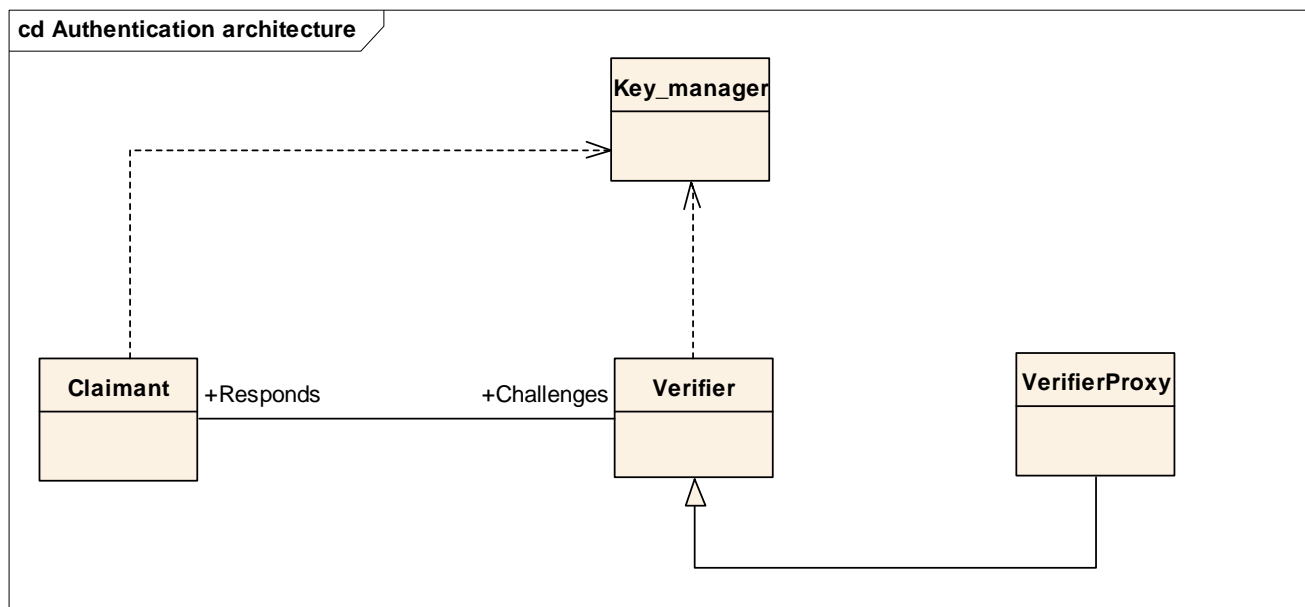 cd Authentication architecture
Key_manager
Claimant
+Responds
+Challenges
Verifier
VerifierProxy